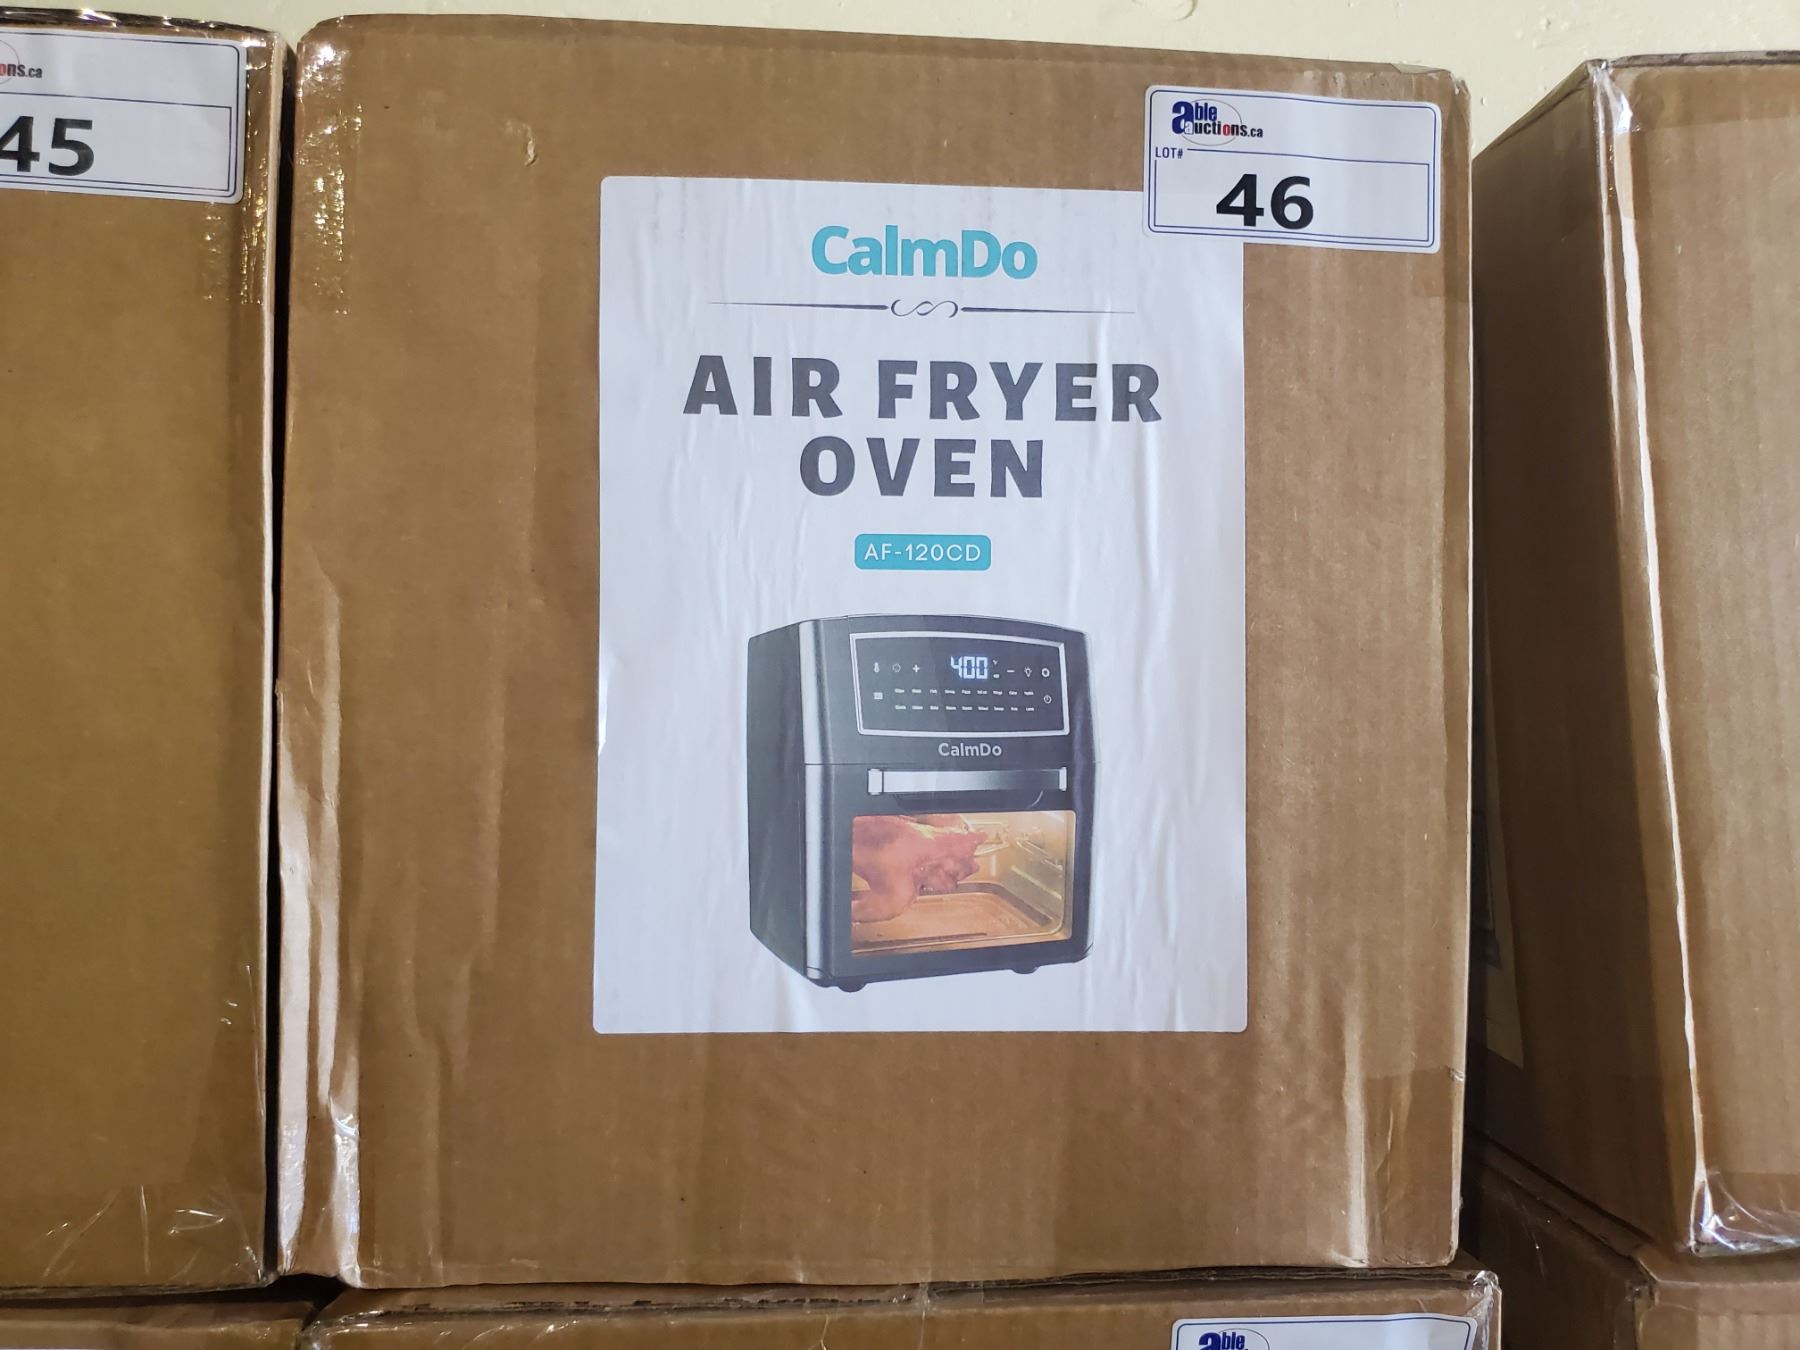 ons.ca
45
able
auctions.ca
LOT#
46
CalmDo
AIR FRYER
OVEN
AF-120CD
400
CalmDo
able